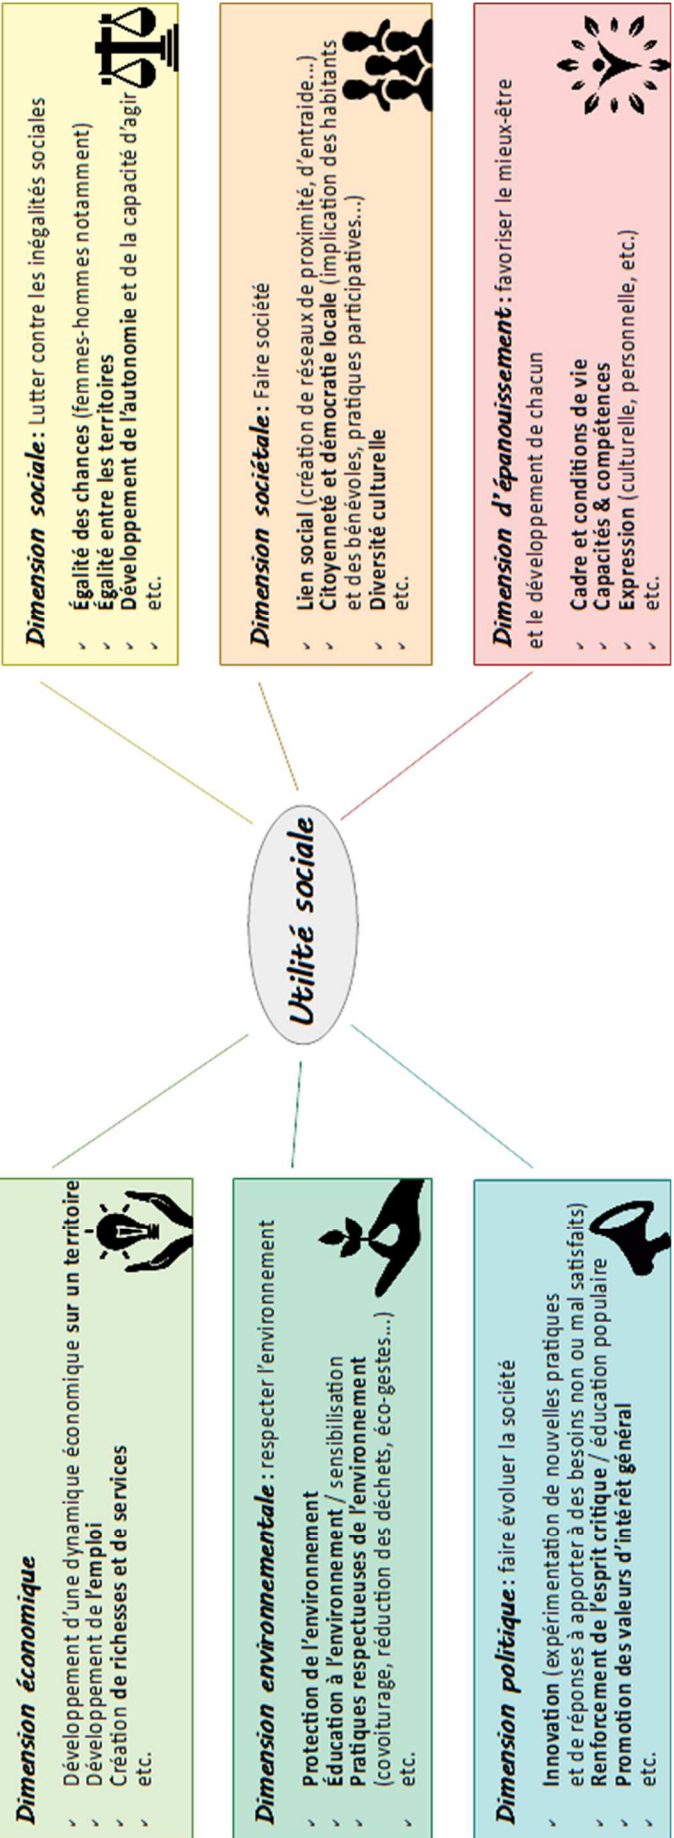 Dimension économique
✓ Développement d'une dynamique économique sur un territoire
✓ Développement de l'emploi
✓ Création de richesses et de services
✓ etc.
Dimension environnementale : respecter l'environnement
✓ Protection de l'environnement
✓ Éducation à l'environnement / sensibilisation
✓ Pratiques respectueuses de l'environnement
(covoiturage, réduction des déchets, éco-gestes...)
✓ etc.
Dimension politique : faire évoluer la société
✓ Innovation (expérimentation de nouvelles pratiques
et de réponses à apporter à des besoins non ou mal satisfaits)
✓ Renforcement de l'esprit critique / éducation populaire
✓ Promotion des valeurs d'intérêt général
✓ etc.
Utilité sociale
Dimension sociale : Lutter contre les inégalités sociales
✓ Égalité des chances (femmes-hommes notamment)
✓ Égalité entre les territoires
✓ Développement de l'autonomie et de la capacité d'agir
✓ etc.
Dimension sociétale : Faire société
✓ Lien social (création de réseaux de proximité, d'entraide...)
✓ Citoyenneté et démocratie locale (implication des habitants
et des bénévoles, pratiques participatives...)
✓ Diversité culturelle
✓ etc.
Dimension d'épanouissement : favoriser le mieux-être
et le développement de chacun
✓ Cadre et conditions de vie
✓ Capacités & compétences
✓ Expression (culturelle, personnelle, etc.)
✓ etc.